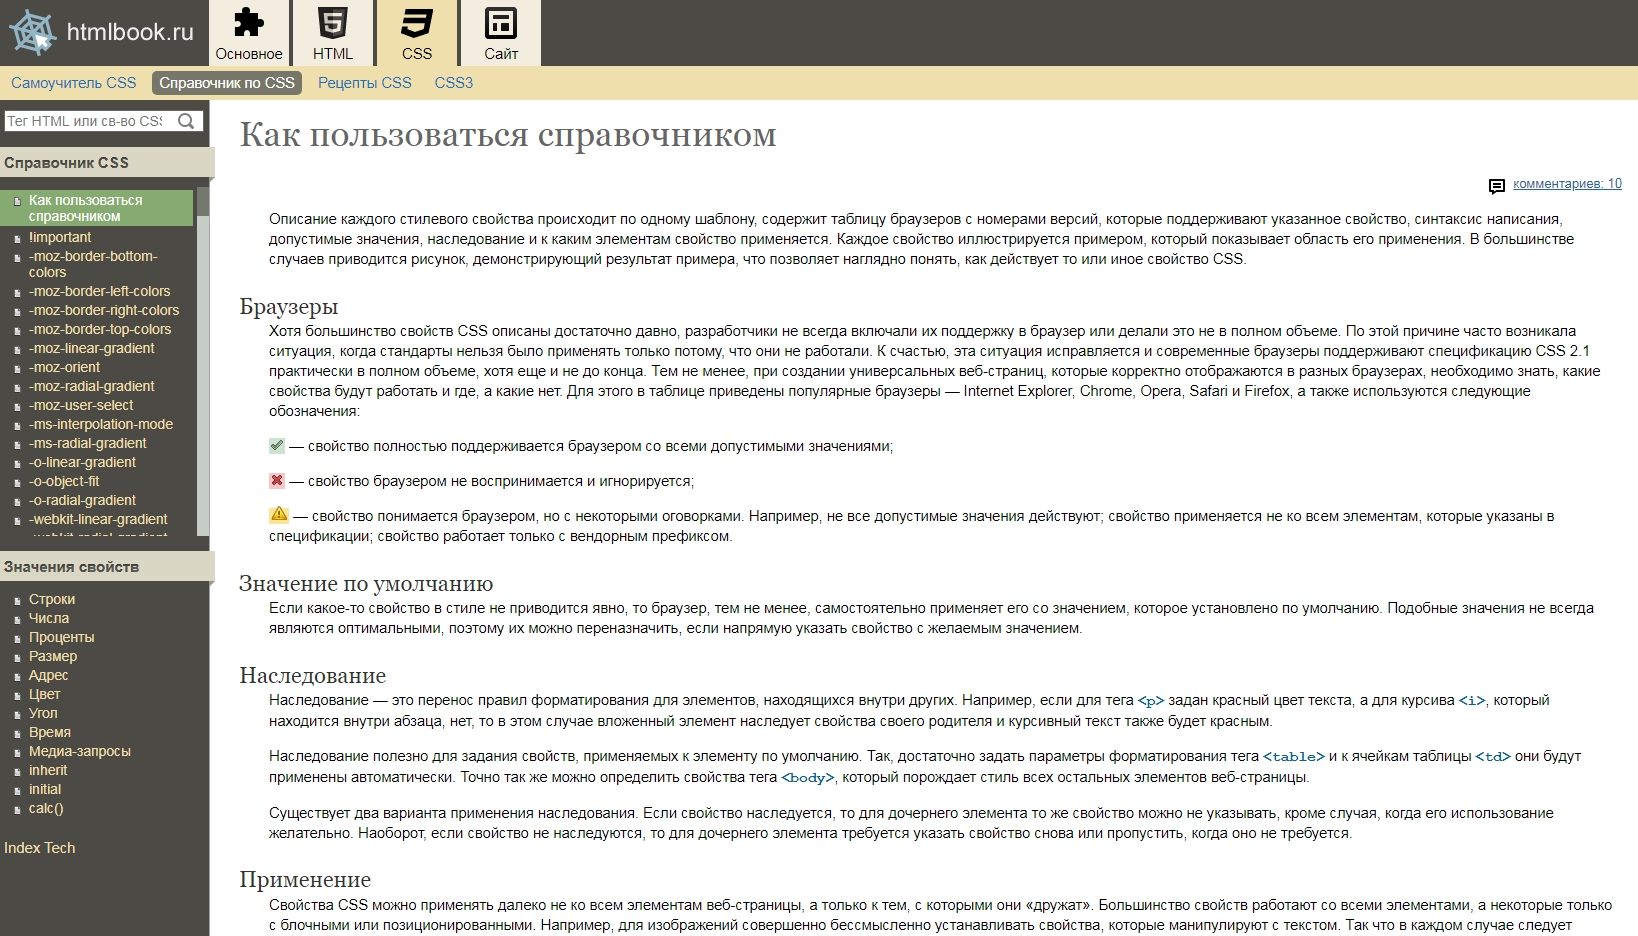 htmlbook.ru
Основное
HTML
CSS
Сайт
Самоучитель CSS
Справочник по CSS
Рецепты CSS
CSS3
Тег HTML или св-во CSS
Справочник CSS
Как пользоваться
справочником
!important
-moz-border-bottom-
colors
-moz-border-left-colors
-moz-border-right-colors
-moz-border-top-colors
-moz-linear-gradient
-moz-orient
-moz-radial-gradient
-moz-user-select
-ms-interpolation-mode
-ms-radial-gradient
-o-linear-gradient
-o-object-fit
-o-radial-gradient
-webkit-linear-gradient
-webkit-radial-gradient
Значения свойств
Строки
Числа
Проценты
Размер
Адрес
Цвет
Угол
Время
Медиа-запросы
inherit
initial
calc()
Index Tech
Как пользоваться справочником
комментариев: 10
Описание каждого стилевого свойства происходит по одному шаблону, содержит таблицу браузеров с номерами версий, которые поддерживают указанное свойство, синтаксис написания,
допустимые значения, наследование и к каким элементам свойство применяется. Каждое свойство иллюстрируется примером, который показывает область его применения. В большинстве
случаев приводится рисунок, демонстрирующий результат примера, что позволяет наглядно понять, как действует то или иное свойство CSS.
Браузеры
Хотя большинство свойств CSS описаны достаточно давно, разработчики не всегда включали их поддержку в браузер или делали это не в полном объеме. По этой причине часто возникала
ситуация, когда стандарты нельзя было применять только потому, что они не работали. К счастью, эта ситуация исправляется и современные браузеры поддерживают спецификацию CSS 2.1
практически в полном объеме, хотя еще и не до конца. Тем не менее, при создании универсальных веб-страниц, которые корректно отображаются в разных браузерах, необходимо знать, какие
свойства будут работать и где, а какие нет. Для этого в таблице приведены популярные браузеры — Internet Explorer, Chrome, Opera, Safari и Firefox, а также используются следующие
обозначения:
— свойство полностью поддерживается браузером со всеми допустимыми значениями;
— свойство браузером не воспринимается и игнорируется;
— свойство понимается браузером, но с некоторыми оговорками. Например, не все допустимые значения действуют; свойство применяется не ко всем элементам, которые указаны в
спецификации; свойство работает только с вендорным префиксом.
Значение по умолчанию
Если какое-то свойство в стиле не приводится явно, то браузер, тем не менее, самостоятельно применяет его со значением, которое установлено по умолчанию. Подобные значения не всегда
являются оптимальными, поэтому их можно переназначить, если напрямую указать свойство с желаемым значением.
Наследование
Наследование — это перенос правил форматирования для элементов, находящихся внутри других. Например, если для тега <p> задан красный цвет текста, а для курсива <i>, который
находится внутри абзаца, нет, то в этом случае вложенный элемент наследует свойства своего родителя и курсивный текст также будет красным.
Наследование полезно для задания свойств, применяемых к элементу по умолчанию. Так, достаточно задать параметры форматирования тега <table> и к ячейкам таблицы <td> они будут
применены автоматически. Точно так же можно определить свойства тега <body>, который порождает стиль всех остальных элементов веб-страницы.
Существует два варианта применения наследования. Если свойство наследуется, то для дочернего элемента то же свойство можно не указывать, кроме случая, когда его использование
желательно. Наоборот, если свойство не наследуются, то для дочернего элемента требуется указать свойство снова или пропустить, когда оно не требуется.
Применение
Свойства CSS можно применять далеко не ко всем элементам веб-страницы, а только к тем, с которыми они «дружат». Большинство свойств работают со всеми элементами, а некоторые только
с блочными или позиционированными. Например, для изображений совершенно бессмысленно устанавливать свойства, которые манипулируют с текстом. Так что в каждом случае следует